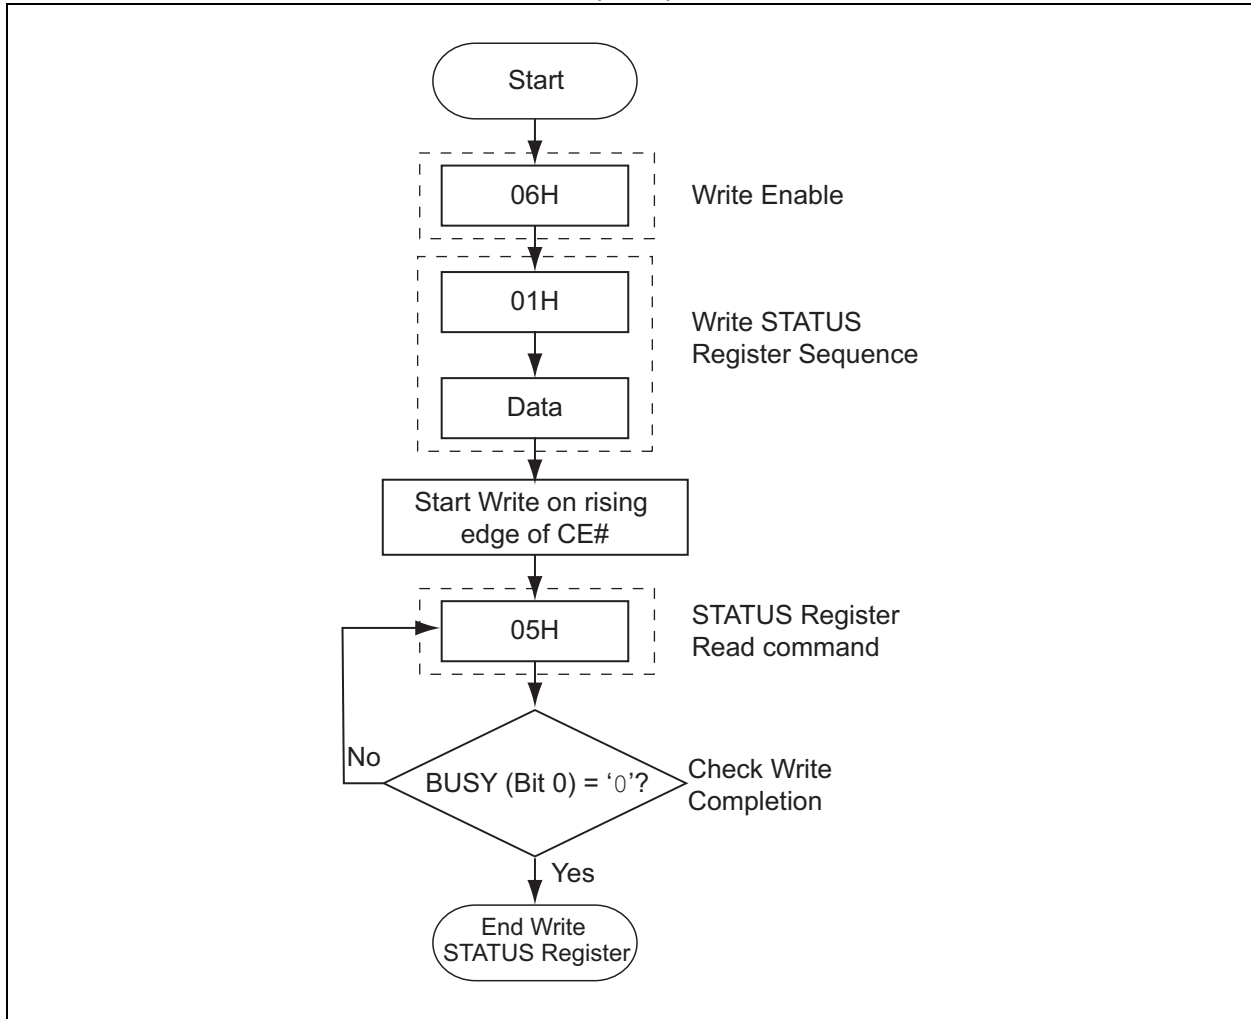 Start
06H
Write Enable
01H
Write STATUS
Register Sequence
Data
Start Write on rising
edge of CE#
05H
STATUS Register
Read command
No
BUSY (Bit 0) = ‘0’?
Check Write
Completion
Yes
End Write
STATUS Register